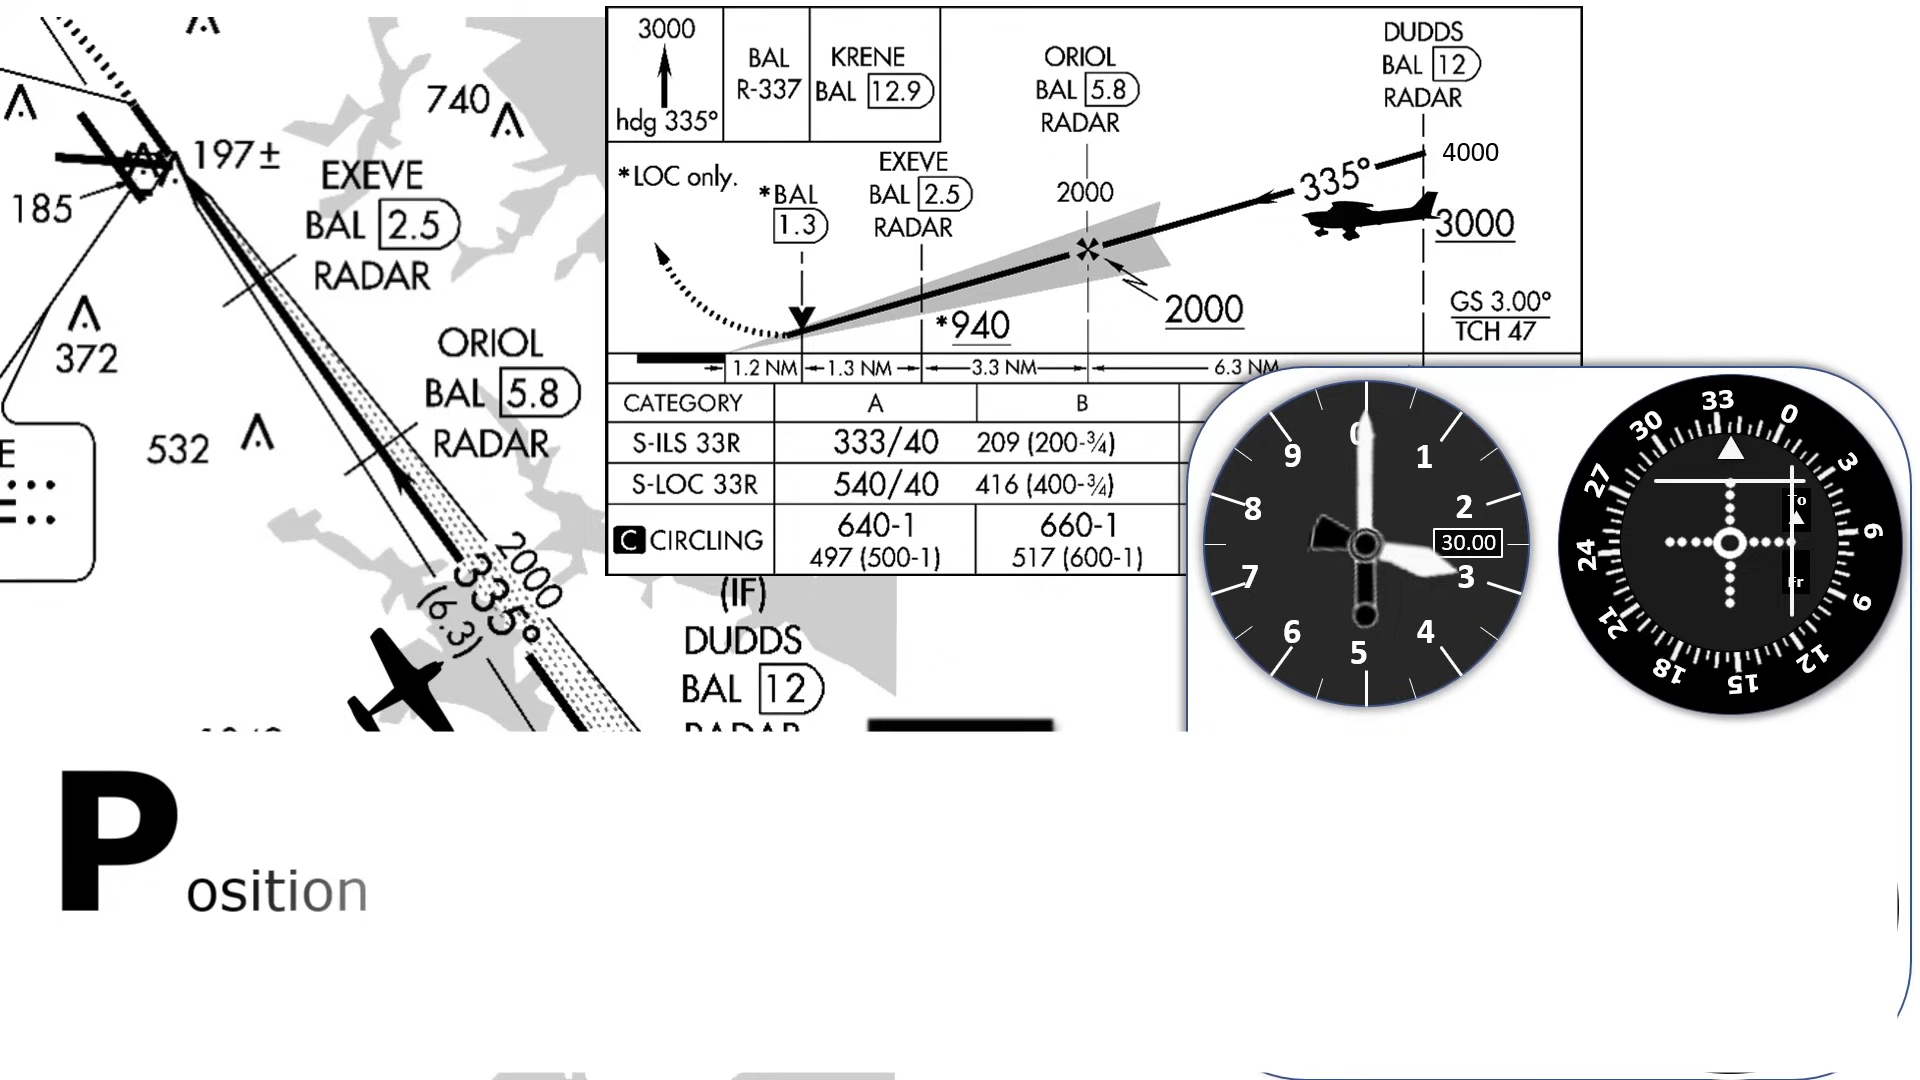 740
197±
185
EXEVE
BAL 2.5
RADAR
372
532
ORIOL
BAL 5.8
RADAR
E
2000
335°
(6.3)
(IF)
DUDDS
BAL 12
RADAR
3000
hdg 335°
BAL
R-337
KRENE
BAL 12.9
ORIOL
BAL 5.8
RADAR
DUDDS
BAL 12
RADAR
*LOC only.
*BAL
1.3
EXEVE
BAL 2.5
RADAR
2000
335°
4000
3000
*940
2000
GS 3.00°
TCH 47
1.2 NM
1.3 NM
3.3 NM
6.3 NM
CATEGORY A B
S-ILS 33R 333/40 209 (200-¾)
S-LOC 33R 540/40 416 (400-¾)
C CIRCLING 640-1 660-1
497 (500-1) 517 (600-1)
0 1 2 3 4 5 6 7 8 9
30.00
33 0 3 6 9 12 15 18 21 24 27 30
To
Fr
Position